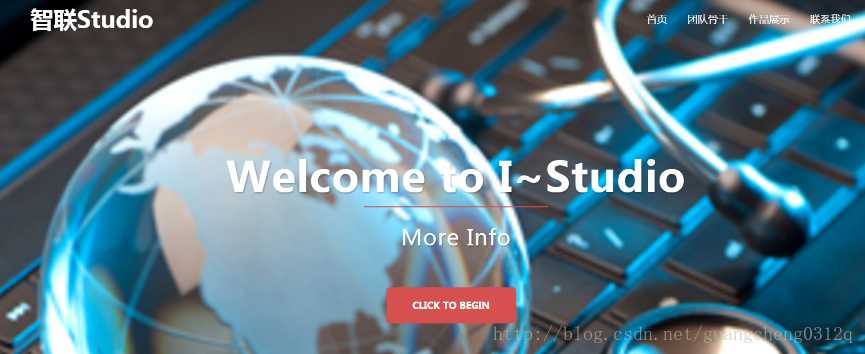 智联Studio
首页 团队骨干 作品展示 联系我们
Welcome to I~Studio
More Info
CLICK TO BEGIN
http://blog.csdn.net/guangcheng0312q